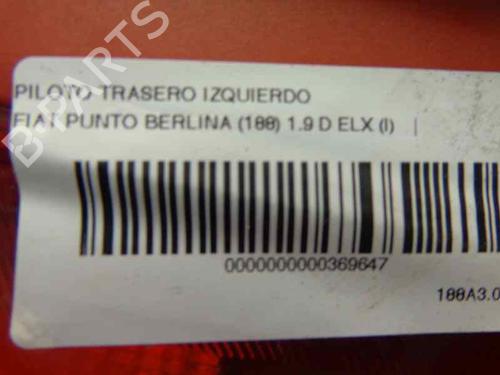 B-PARTS
PILOTO TRASERO IZQUIERDO
FIAT PUNTO BERLINA (188) 1.9 D ELX (I) |
0000000000369647
188A3.0